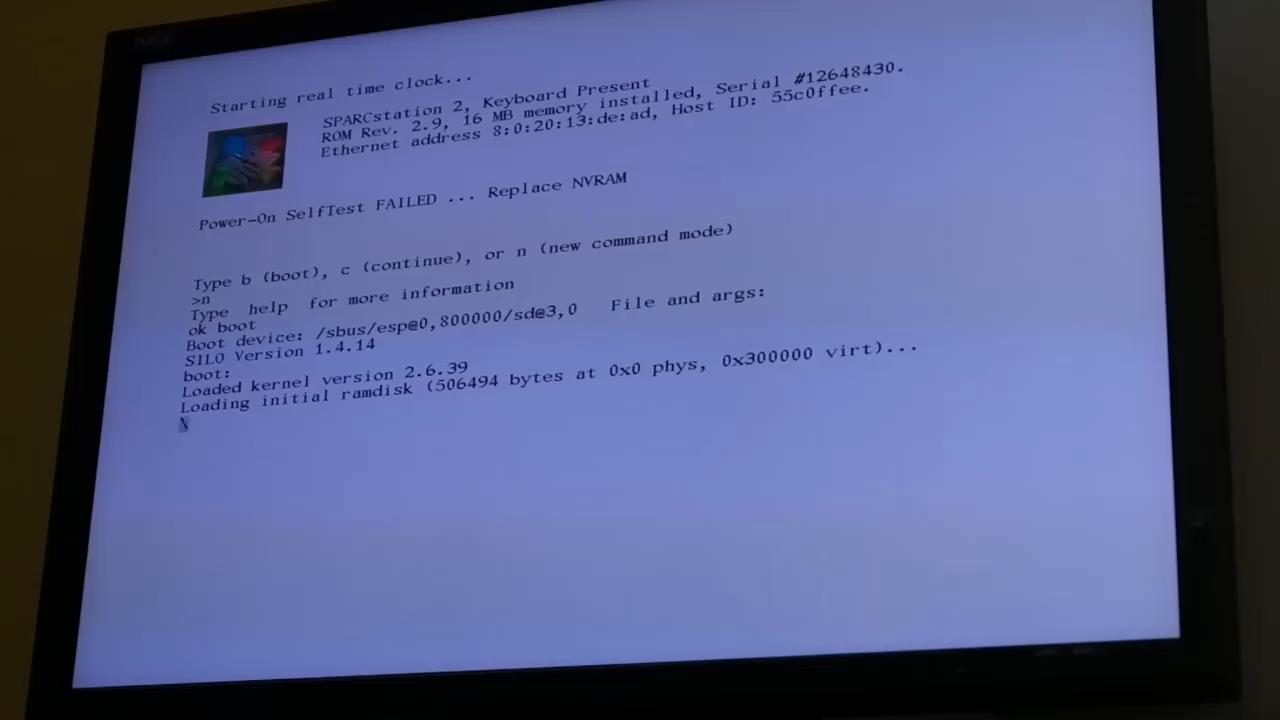 NEC
Starting real time clock...
SPARCstation 2, Keyboard Present
ROM Rev. 2.9, 16 MB memory installed, Serial #12648430.
Ethernet address 8:0:20:13:de:ad, Host ID: 55c0ffee.
Power-On SelfTest FAILED ... Replace NVRAM
Type b (boot), c (continue), or n (new command mode)
>n
Type help for more information
ok boot
Boot device: /sbus/esp@0,800000/sd@3,0 File and args:
SILO Version 1.4.14
boot:
Loaded kernel version 2.6.39
Loading initial ramdisk (506494 bytes at 0x0 phys, 0x300000 virt)...
\